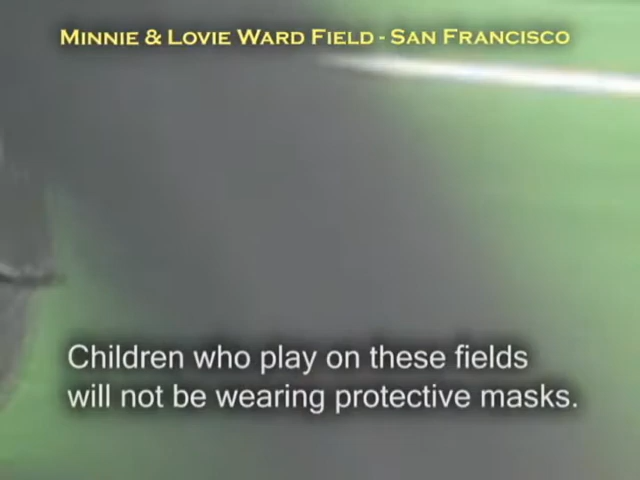 MINNIE & LOVIE WARD FIELD - SAN FRANCISCO
Children who play on these fields
will not be wearing protective masks.